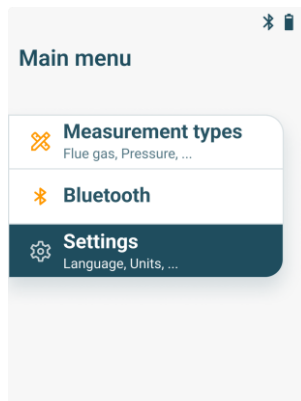 Main menu
Measurement types
Flue gas, Pressure, ...
Bluetooth
Settings
Language, Units, ...